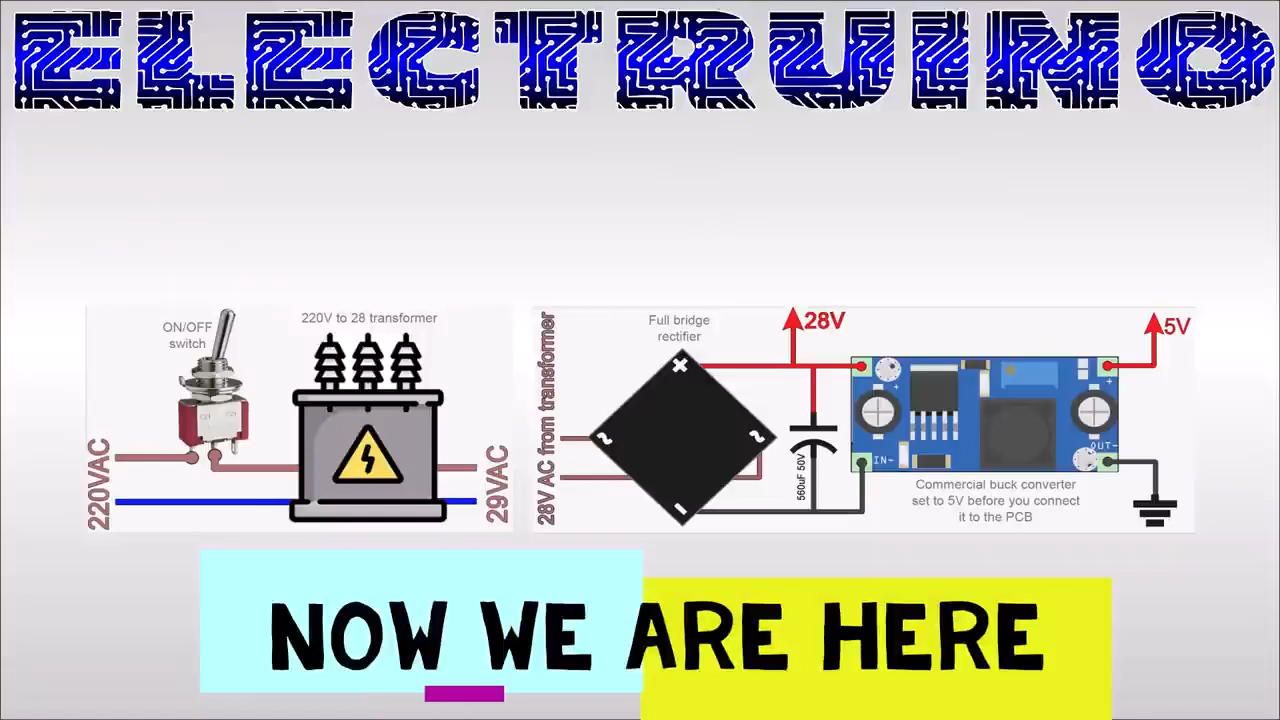 ELECTRUINO
ON/OFF
switch
220V to 28 transformer
220VAC
29VAC
28V AC from transformer
Full bridge
rectifier
28V
560uF 50V
+
IN-
+
OUT-
5V
Commercial buck converter
set to 5V before you connect
it to the PCB
NOW WE ARE HERE